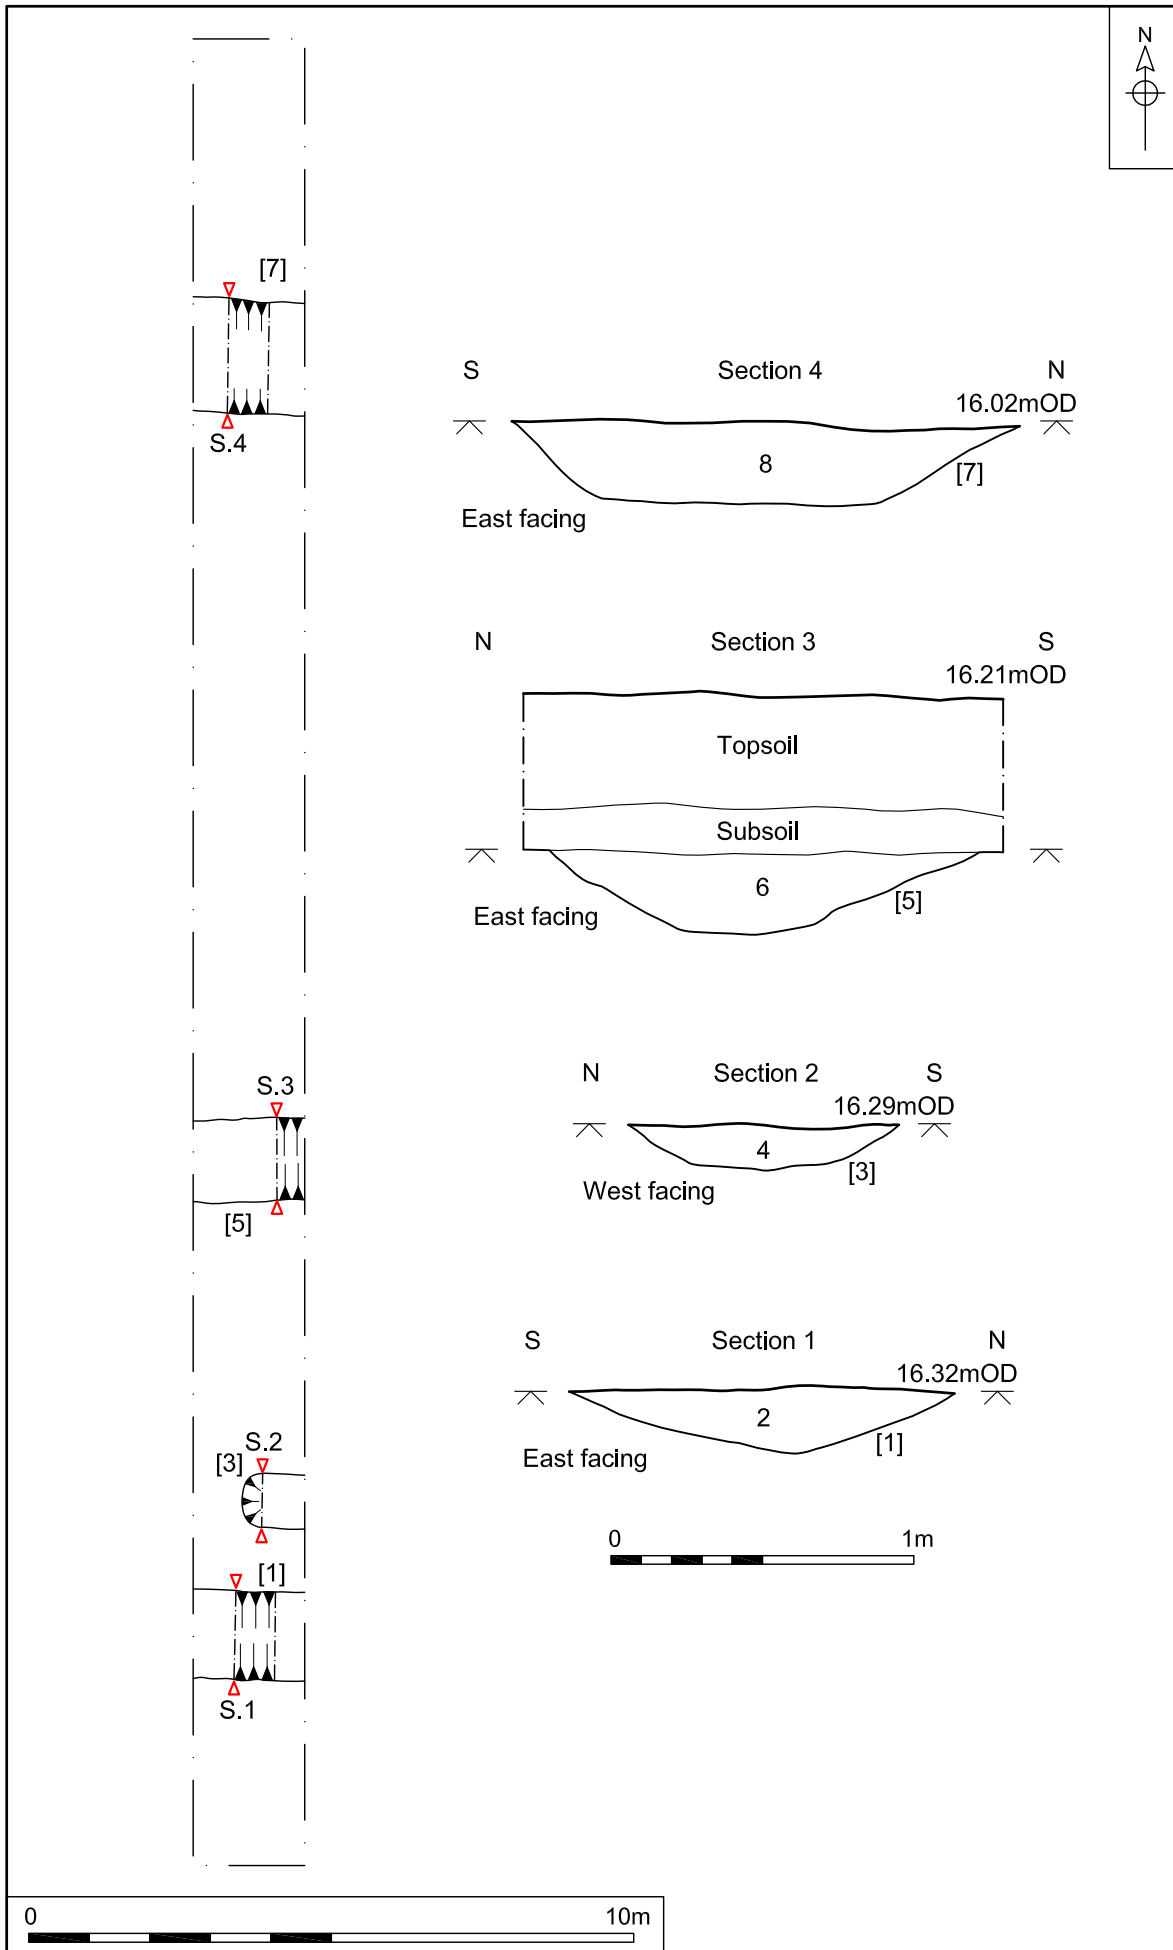 N
[7]
S.4
S Section 4 N
16.02mOD
8
[7]
East facing
N Section 3 S
16.21mOD
Topsoil
Subsoil
6
[5]
East facing
S.3
[5]
N Section 2 S
16.29mOD
4
[3]
West facing
S Section 1 N
16.32mOD
2
[1]
East facing
S.2
[3]
[1]
S.1
0 1m
0 10m